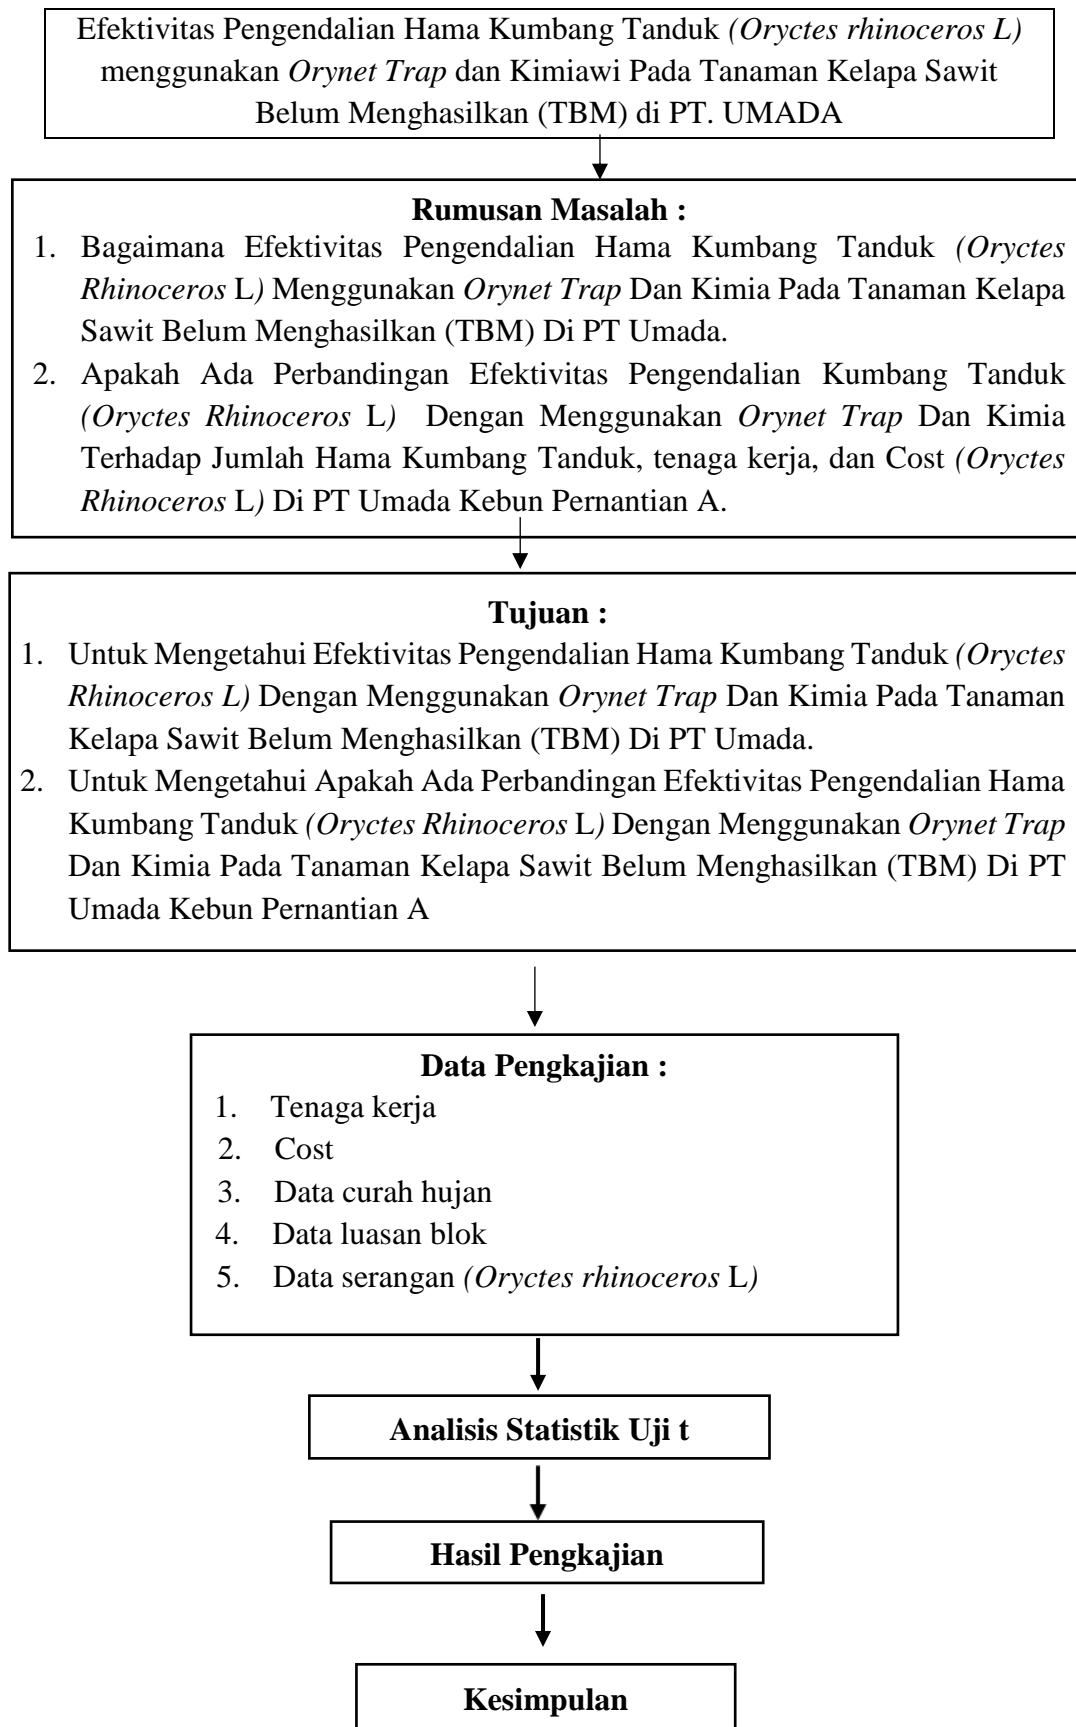 Efektivitas Pengendalian Hama Kumbang Tanduk (Oryctes rhinoceros L)
menggunakan Orynet Trap dan Kimiawi Pada Tanaman Kelapa Sawit
Belum Menghasilkan (TBM) di PT. UMADA
Rumusan Masalah :
1. Bagaimana Efektivitas Pengendalian Hama Kumbang Tanduk (Oryctes
Rhinoceros L) Menggunakan Orynet Trap Dan Kimia Pada Tanaman Kelapa
Sawit Belum Menghasilkan (TBM) Di PT Umada.
2. Apakah Ada Perbandingan Efektivitas Pengendalian Kumbang Tanduk
(Oryctes Rhinoceros L) Dengan Menggunakan Orynet Trap Dan Kimia
Terhadap Jumlah Hama Kumbang Tanduk, tenaga kerja, dan Cost (Oryctes
Rhinoceros L) Di PT Umada Kebun Pernantian A.
Tujuan :
1. Untuk Mengetahui Efektivitas Pengendalian Hama Kumbang Tanduk (Oryctes
Rhinoceros L) Dengan Menggunakan Orynet Trap Dan Kimia Pada Tanaman
Kelapa Sawit Belum Menghasilkan (TBM) Di PT Umada.
2. Untuk Mengetahui Apakah Ada Perbandingan Efektivitas Pengendalian Hama
Kumbang Tanduk (Oryctes Rhinoceros L) Dengan Menggunakan Orynet Trap
Dan Kimia Pada Tanaman Kelapa Sawit Belum Menghasilkan (TBM) Di PT
Umada Kebun Pernantian A
Data Pengkajian :
1. Tenaga kerja
2. Cost
3. Data curah hujan
4. Data luasan blok
5. Data serangan (Oryctes rhinoceros L)
Analisis Statistik Uji t
Hasil Pengkajian
Kesimpulan